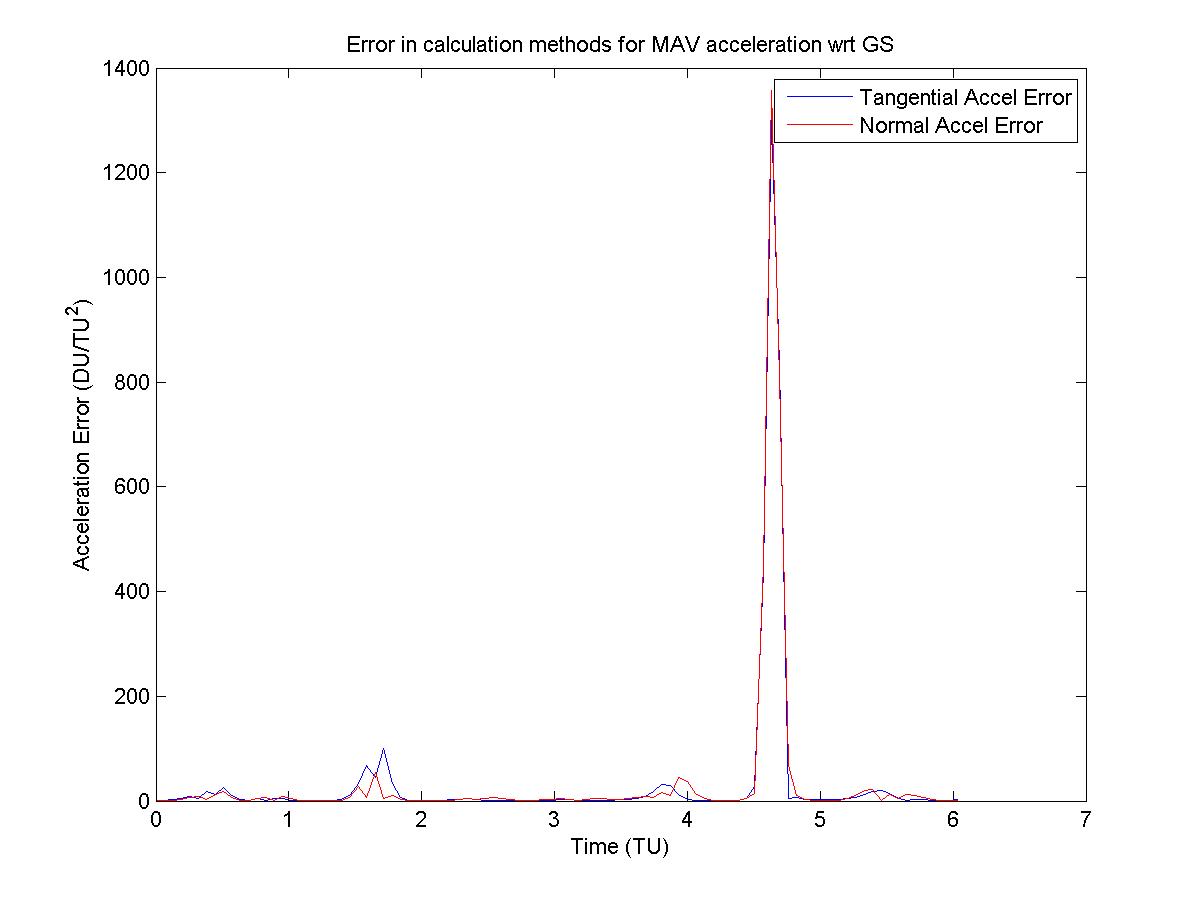 Error in calculation methods for MAV acceleration wrt GS
1400
1200
1000
800
600
400
200
0
Acceleration Error (DU/TU²)
Tangential Accel Error
Normal Accel Error
0 1 2 3 4 5 6 7
Time (TU)